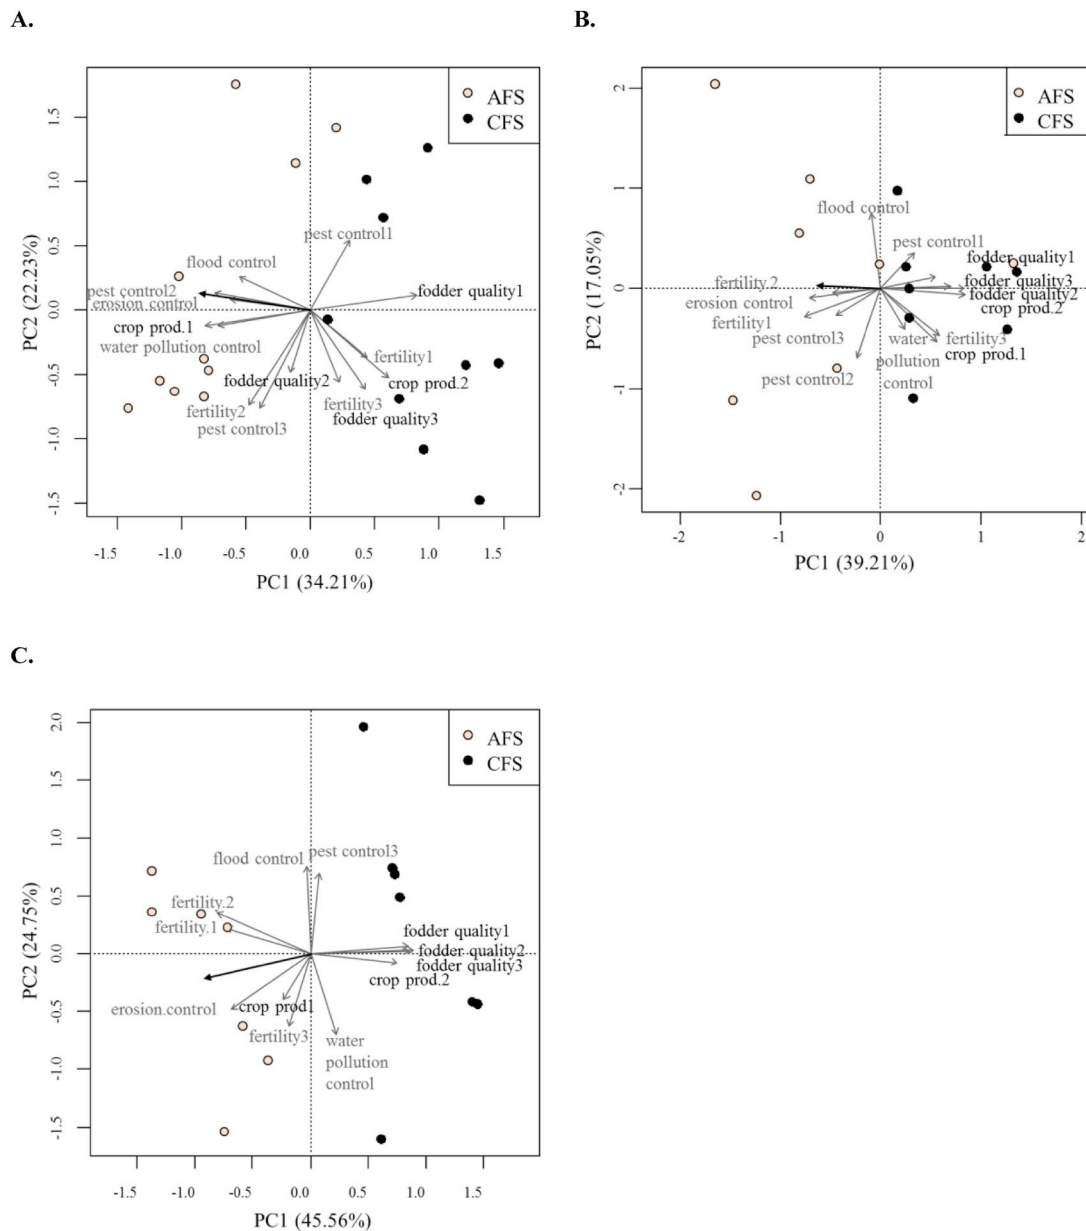 A.
AFS
CFS
pest control1
flood control
pest control2
erosion control
fodder quality1
crop prod.1
water pollution control
fertility1
fodder quality2
crop prod.2
fertility2
fertility3
pest control3
fodder quality3
PC2 (22.23%)
1.5
1.0
0.5
0.0
-0.5
-1.0
-1.5
-1.5 -1.0 -0.5 0.0 0.5 1.0 1.5
PC1 (34.21%)
B.
AFS
CFS
flood control
pest control1
fodder quality1
fertility.2
fodder quality3
erosion control
fodder quality2
crop prod.2
fertility1
pest control3
water
pollution
control
fertility3
crop prod.1
pest control2
PC2 (17.05%)
2
1
0
-1
-2
-2 -1 0 1 2
PC1 (39.21%)
C.
AFS
CFS
flood control
pest control3
fertility.2
fertility.1
fodder quality1
fodder quality2
fodder quality3
crop prod.2
erosion.control
crop prod1
fertility3
water
pollution
control
PC2 (24.75%)
2.0
1.5
1.0
0.5
0.0
-0.5
-1.0
-1.5
-1.5 -1.0 -0.5 0.0 0.5 1.0 1.5
PC1 (45.56%)